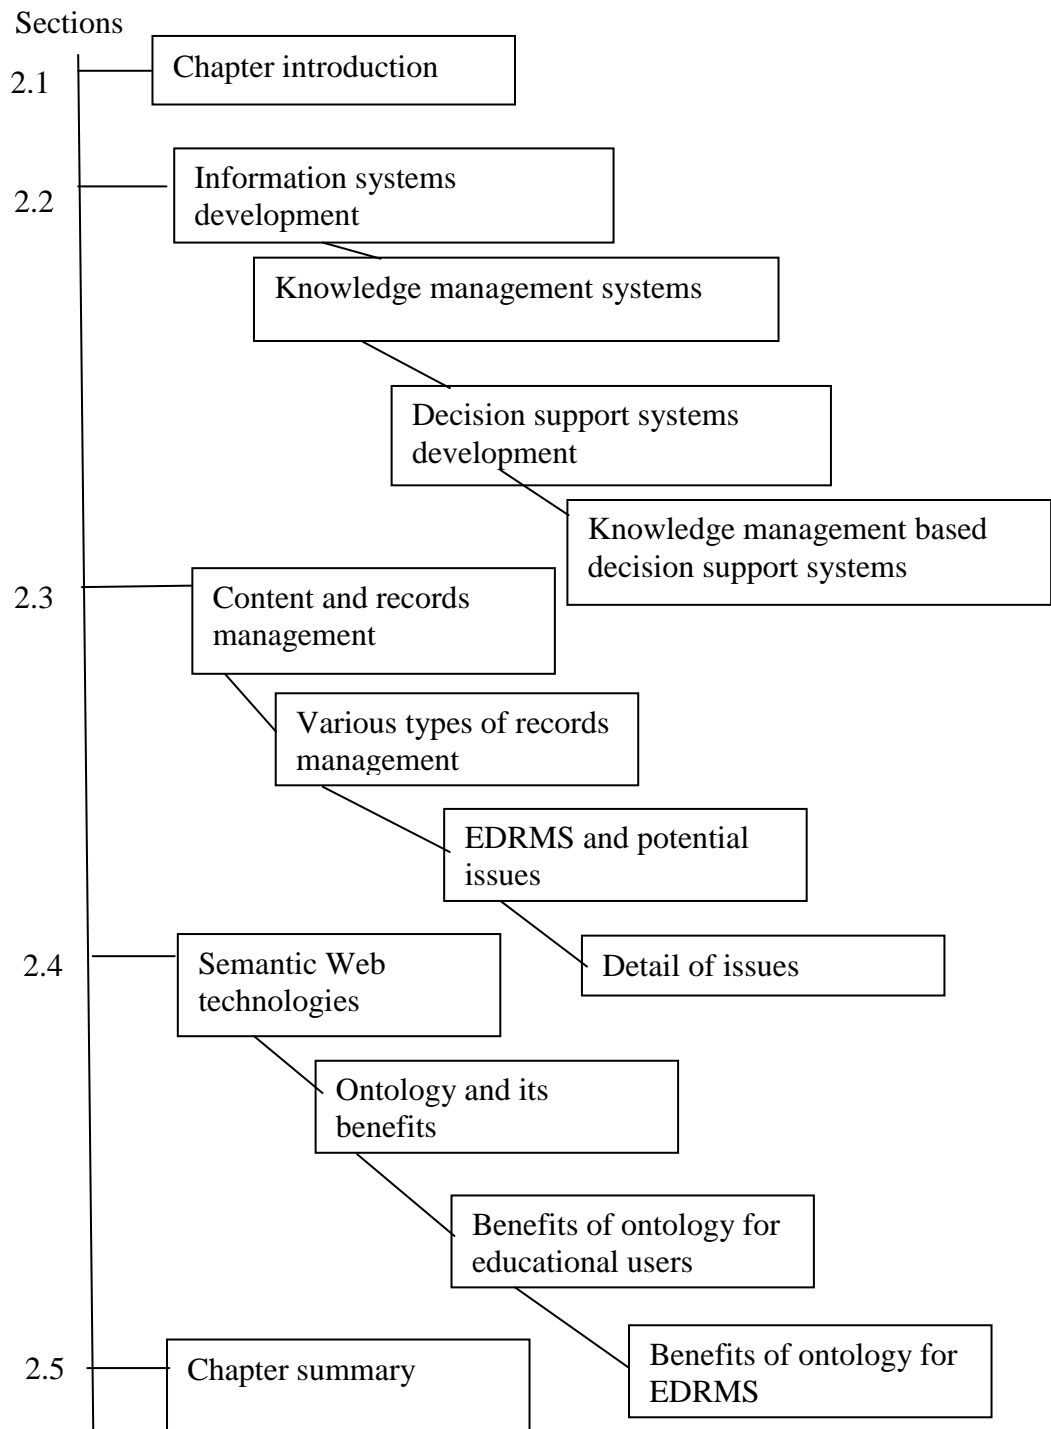 Sections
2.1
Chapter introduction
2.2
Information systems
development
Knowledge management systems
Decision support systems
development
Knowledge management based
decision support systems
2.3
Content and records
management
Various types of records
management
EDRMS and potential
issues
Detail of issues
2.4
Semantic Web
technologies
Ontology and its
benefits
Benefits of ontology for
educational users
Benefits of ontology for
EDRMS
2.5
Chapter summary